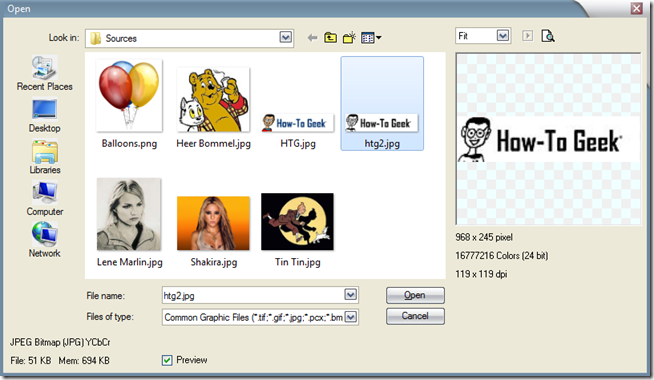 Open
Look in:
Sources
Fit
Recent Places
Desktop
Libraries
Computer
Network
Balloons.png
Heer Bommel.jpg
How-To Geek
HTG.jpg
How-To Geek
htg2.jpg
Lene Marlin.jpg
Shakira.jpg
Tin Tin.jpg
How-To Geek
968 x 245 pixel
16777216 Colors (24 bit)
119 x 119 dpi
File name:
htg2.jpg
Open
Files of type:
Common Graphic Files (*.tif;*.gif;*.jpg;*.pcx;*.bm
Cancel
JPEG Bitmap (JPG) YCbCr
File: 51 KB Mem: 694 KB
Preview